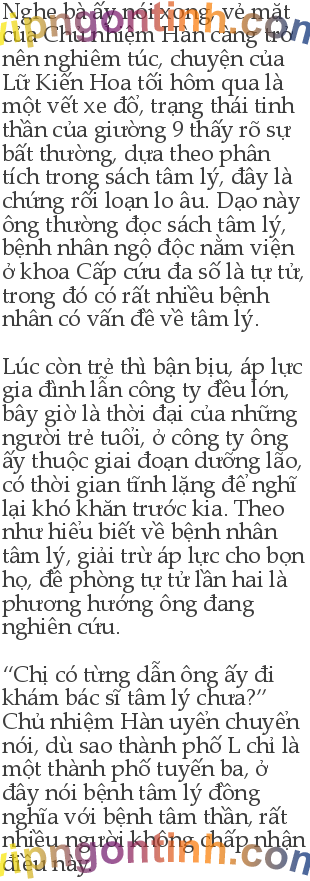 Nghe bà ấy nói xong, vẻ mặt
của Chủ nhiệm Hàn càng trở
nên nghiêm túc, chuyện của
Lữ Kiến Hoa tối hôm qua là
một vết xe đổ, trạng thái tinh
thần của giường 9 thấy rõ sự
bất thường, dựa theo phân
tích trong sách tâm lý, đây là
chứng rối loạn lo âu. Dạo này
ông thường đọc sách tâm lý,
bệnh nhân ngộ độc nằm viện
ở khoa Cấp cứu đa số là tự tử,
trong đó có rất nhiều bệnh
nhân có vấn đề về tâm lý.
Lúc còn trẻ thì bận bịu, áp lực
gia đình lẫn công ty đều lớn,
bây giờ là thời đại của những
người trẻ tuổi, ở công ty ông
ấy thuộc giai đoạn dưỡng lão,
có thời gian tĩnh lặng để nghĩ
lại khó khăn trước kia. Theo
như hiểu biết về bệnh nhân
tâm lý, giải trừ áp lực cho bọn
họ, đề phòng tự tử lần hai là
phương hướng ông đang
nghiên cứu.
“Chị có từng dẫn ông ấy đi
khám bác sĩ tâm lý chưa?”
Chủ nhiệm Hàn uyển chuyển
nói, dù sao thành phố L chỉ là
một thành phố tuyến ba, ở
đây nói bệnh tâm lý đồng
nghĩa với bệnh tâm thần, rất
nhiều người không chấp nhận
điều này.